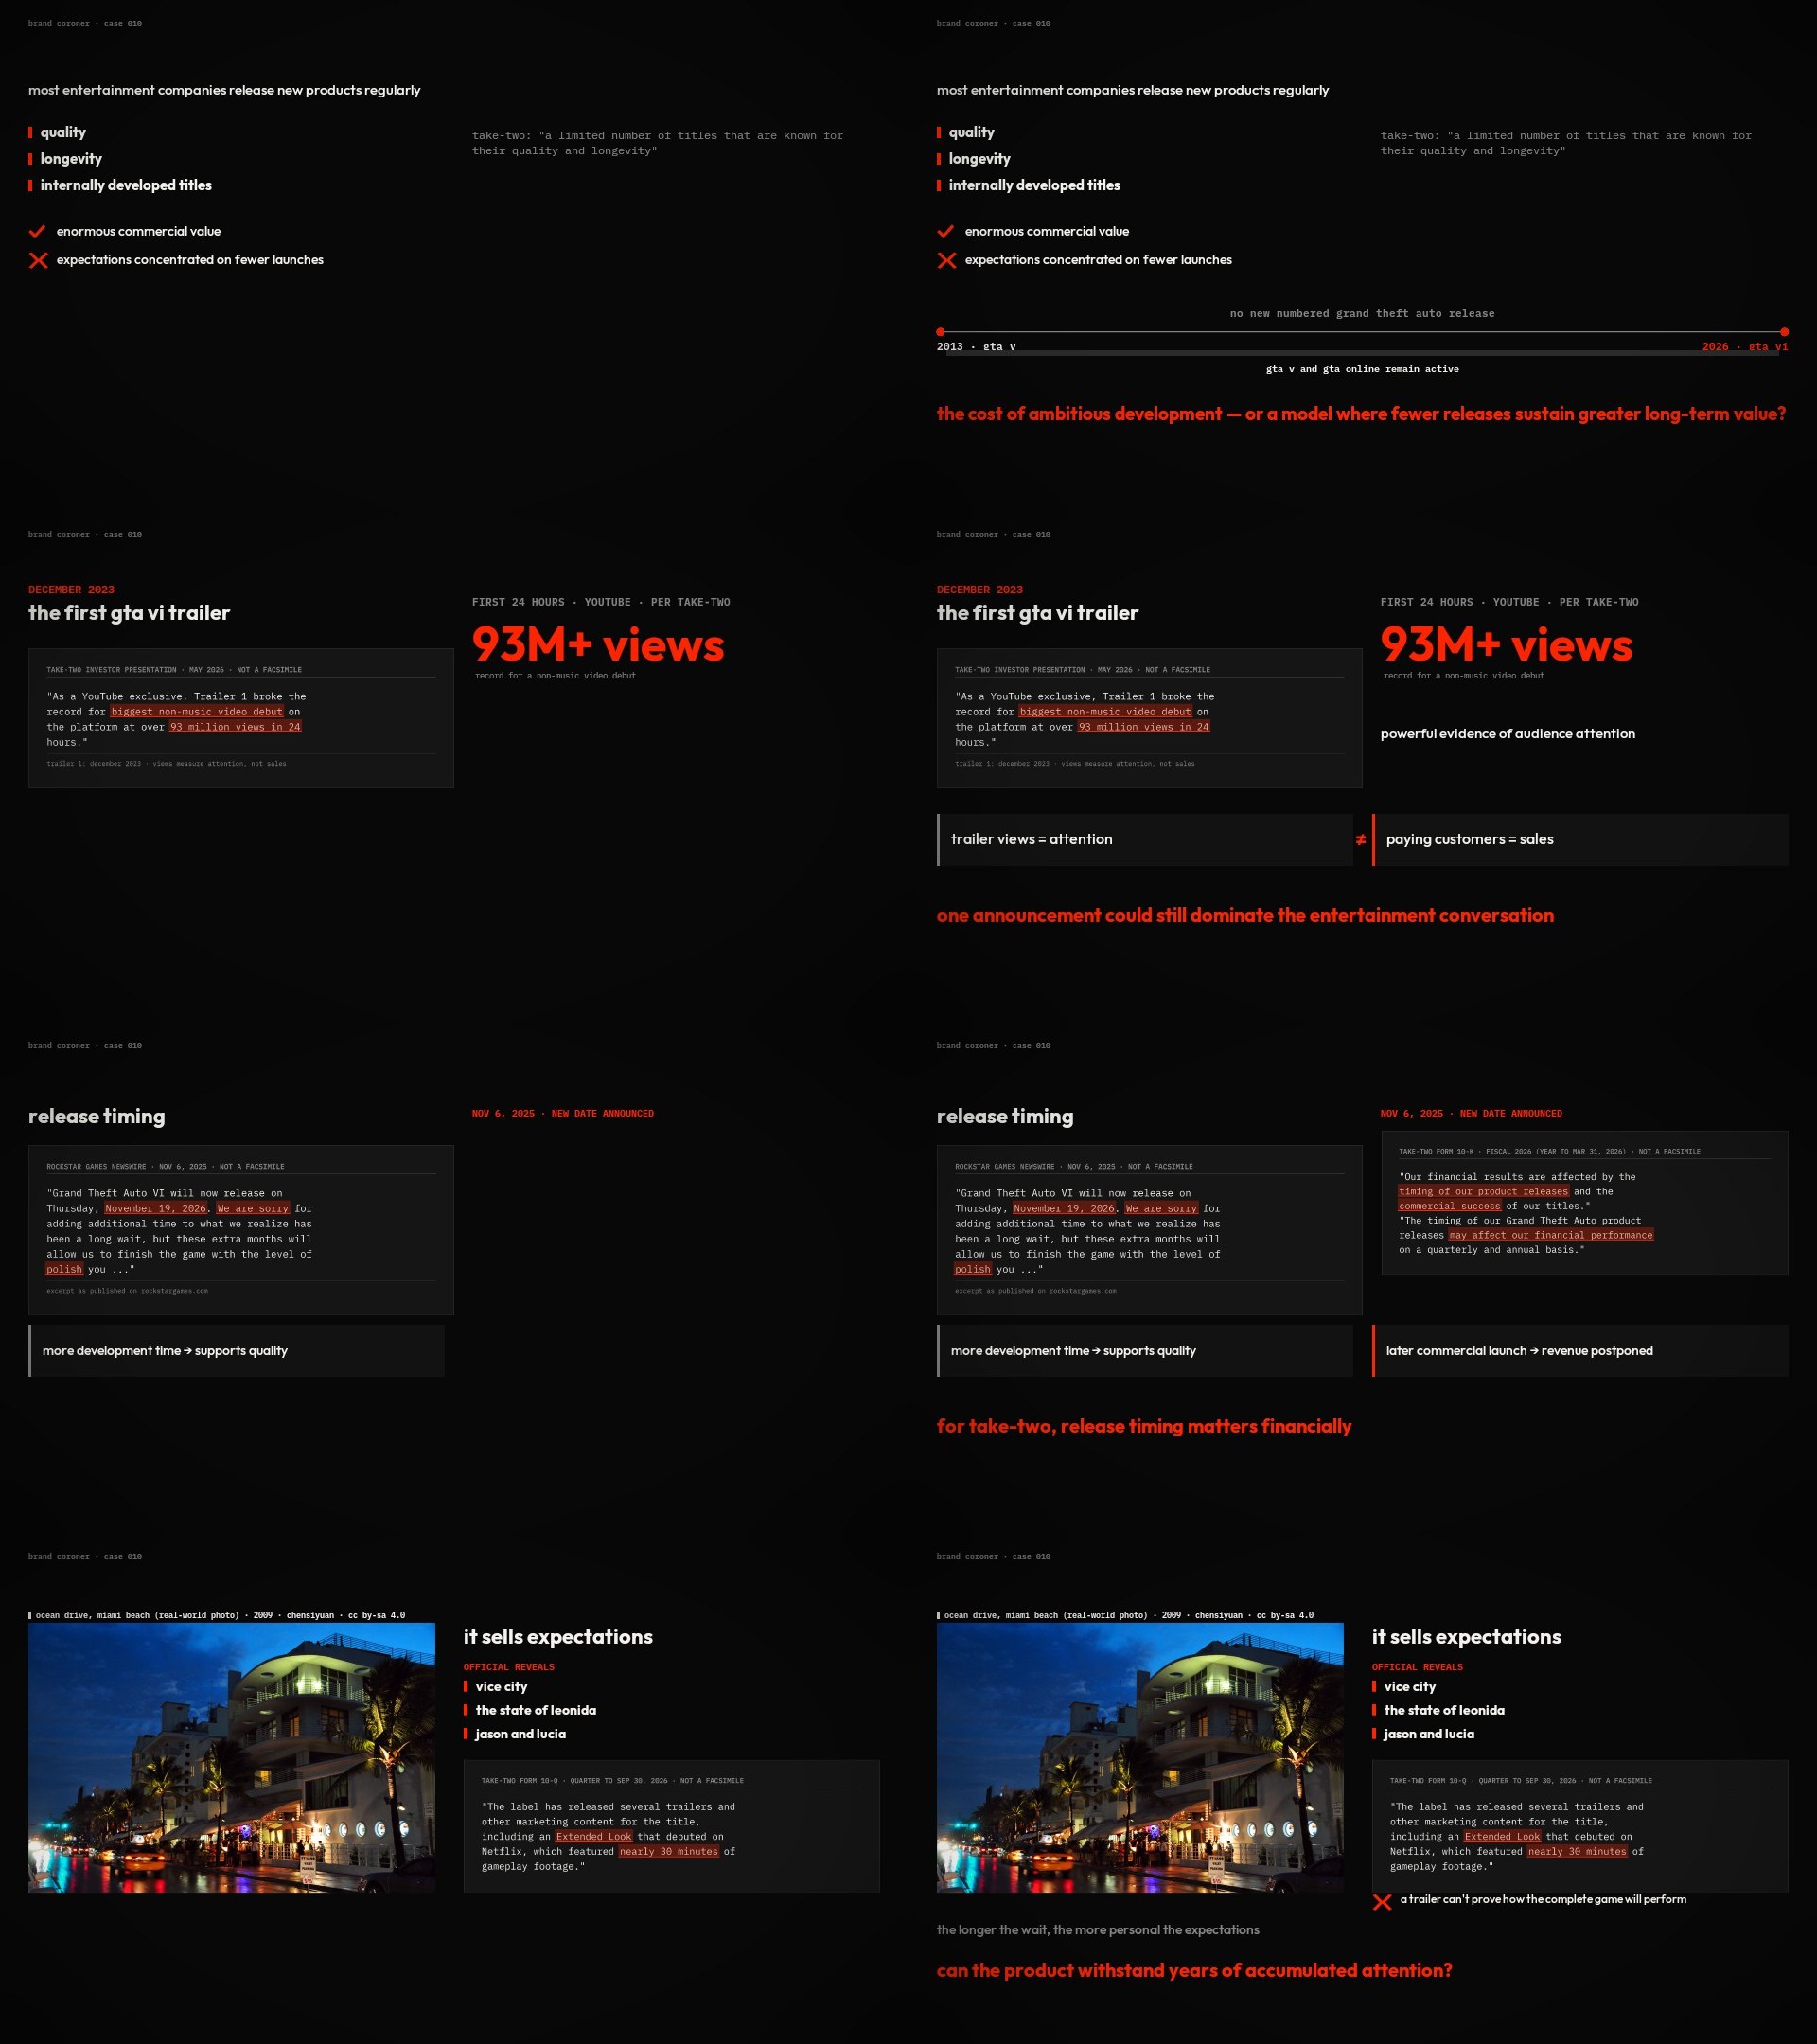 brand coroner · case 010
most entertainment companies release new products regularly
quality
longevity
internally developed titles
take-two: "a limited number of titles that are known for
their quality and longevity"
enormous commercial value
expectations concentrated on fewer launches
brand coroner · case 010
most entertainment companies release new products regularly
quality
longevity
internally developed titles
take-two: "a limited number of titles that are known for
their quality and longevity"
enormous commercial value
expectations concentrated on fewer launches
no new numbered grand theft auto release
2013 · gta v
2026 · gta vi
gta v and gta online remain active
the cost of ambitious development — or a model where fewer releases sustain greater long-term value?
brand coroner · case 010
DECEMBER 2023
the first gta vi trailer
TAKE-TWO INVESTOR PRESENTATION · MAY 2026 · NOT A FACSIMILE
"As a YouTube exclusive, Trailer 1 broke the
record for biggest non-music video debut on
the platform at over 93 million views in 24
hours."
trailer 1: december 2023 · views measure attention, not sales
FIRST 24 HOURS · YOUTUBE · PER TAKE-TWO
93M+ views
record for a non-music video debut
brand coroner · case 010
DECEMBER 2023
the first gta vi trailer
TAKE-TWO INVESTOR PRESENTATION · MAY 2026 · NOT A FACSIMILE
"As a YouTube exclusive, Trailer 1 broke the
record for biggest non-music video debut on
the platform at over 93 million views in 24
hours."
trailer 1: december 2023 · views measure attention, not sales
FIRST 24 HOURS · YOUTUBE · PER TAKE-TWO
93M+ views
record for a non-music video debut
powerful evidence of audience attention
trailer views = attention
≠
paying customers = sales
one announcement could still dominate the entertainment conversation
brand coroner · case 010
release timing
ROCKSTAR GAMES NEWSWIRE · NOV 6, 2025 · NOT A FACSIMILE
"Grand Theft Auto VI will now release on
Thursday, November 19, 2026. We are sorry for
adding additional time to what we realize has
been a long wait, but these extra months will
allow us to finish the game with the level of
polish you ..."
excerpt as published on rockstargames.com
more development time → supports quality
NOV 6, 2025 · NEW DATE ANNOUNCED
brand coroner · case 010
release timing
ROCKSTAR GAMES NEWSWIRE · NOV 6, 2025 · NOT A FACSIMILE
"Grand Theft Auto VI will now release on
Thursday, November 19, 2026. We are sorry for
adding additional time to what we realize has
been a long wait, but these extra months will
allow us to finish the game with the level of
polish you ..."
excerpt as published on rockstargames.com
more development time → supports quality
NOV 6, 2025 · NEW DATE ANNOUNCED
TAKE-TWO FORM 10-K · FISCAL 2026 (YEAR TO MAR 31, 2026) · NOT A FACSIMILE
"Our financial results are affected by the
timing of our product releases and the
commercial success of our titles."
"The timing of our Grand Theft Auto product
releases may affect our financial performance
on a quarterly and annual basis."
later commercial launch → revenue postponed
for take-two, release timing matters financially
brand coroner · case 010
ocean drive, miami beach (real-world photo) · 2009 · chensiyuan · cc by-sa 4.0
it sells expectations
OFFICIAL REVEALS
vice city
the state of leonida
jason and lucia
TAKE-TWO FORM 10-Q · QUARTER TO SEP 30, 2026 · NOT A FACSIMILE
"The label has released several trailers and
other marketing content for the title,
including an Extended Look that debuted on
Netflix, which featured nearly 30 minutes of
gameplay footage."
brand coroner · case 010
ocean drive, miami beach (real-world photo) · 2009 · chensiyuan · cc by-sa 4.0
it sells expectations
OFFICIAL REVEALS
vice city
the state of leonida
jason and lucia
TAKE-TWO FORM 10-Q · QUARTER TO SEP 30, 2026 · NOT A FACSIMILE
"The label has released several trailers and
other marketing content for the title,
including an Extended Look that debuted on
Netflix, which featured nearly 30 minutes of
gameplay footage."
a trailer can't prove how the complete game will perform
the longer the wait, the more personal the expectations
can the product withstand years of accumulated attention?